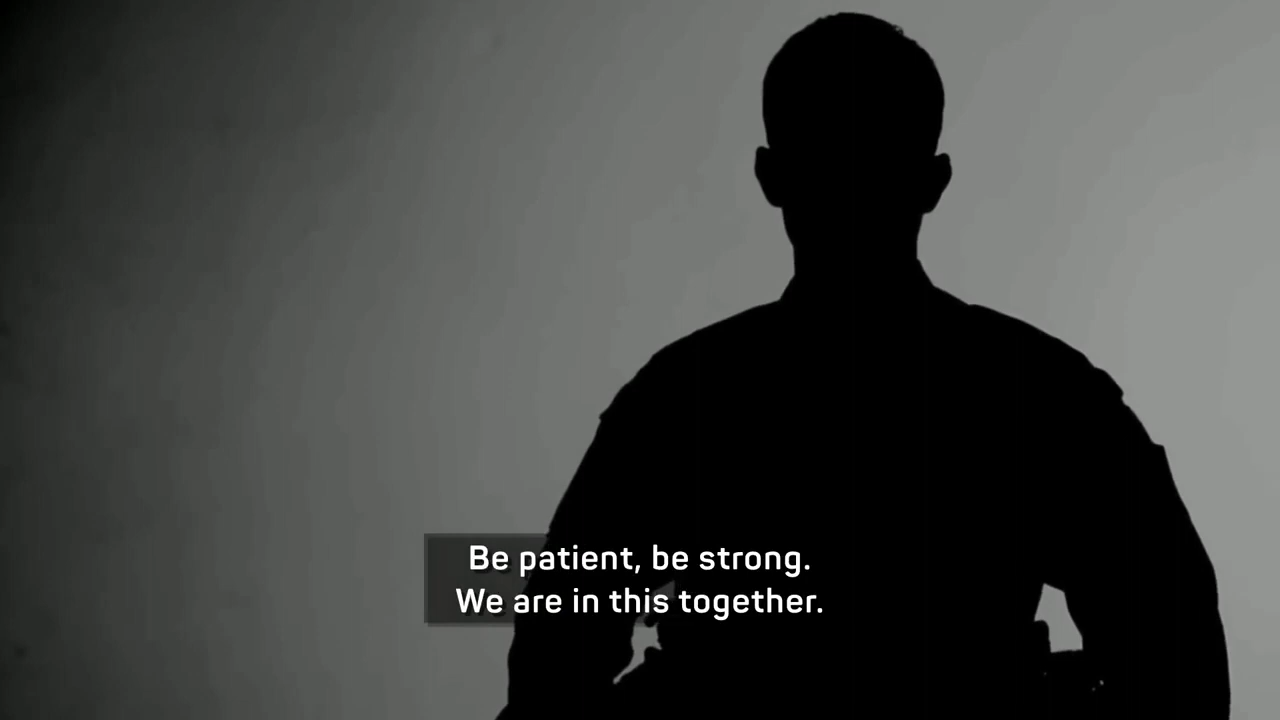 Be patient, be strong.
We are in this together.